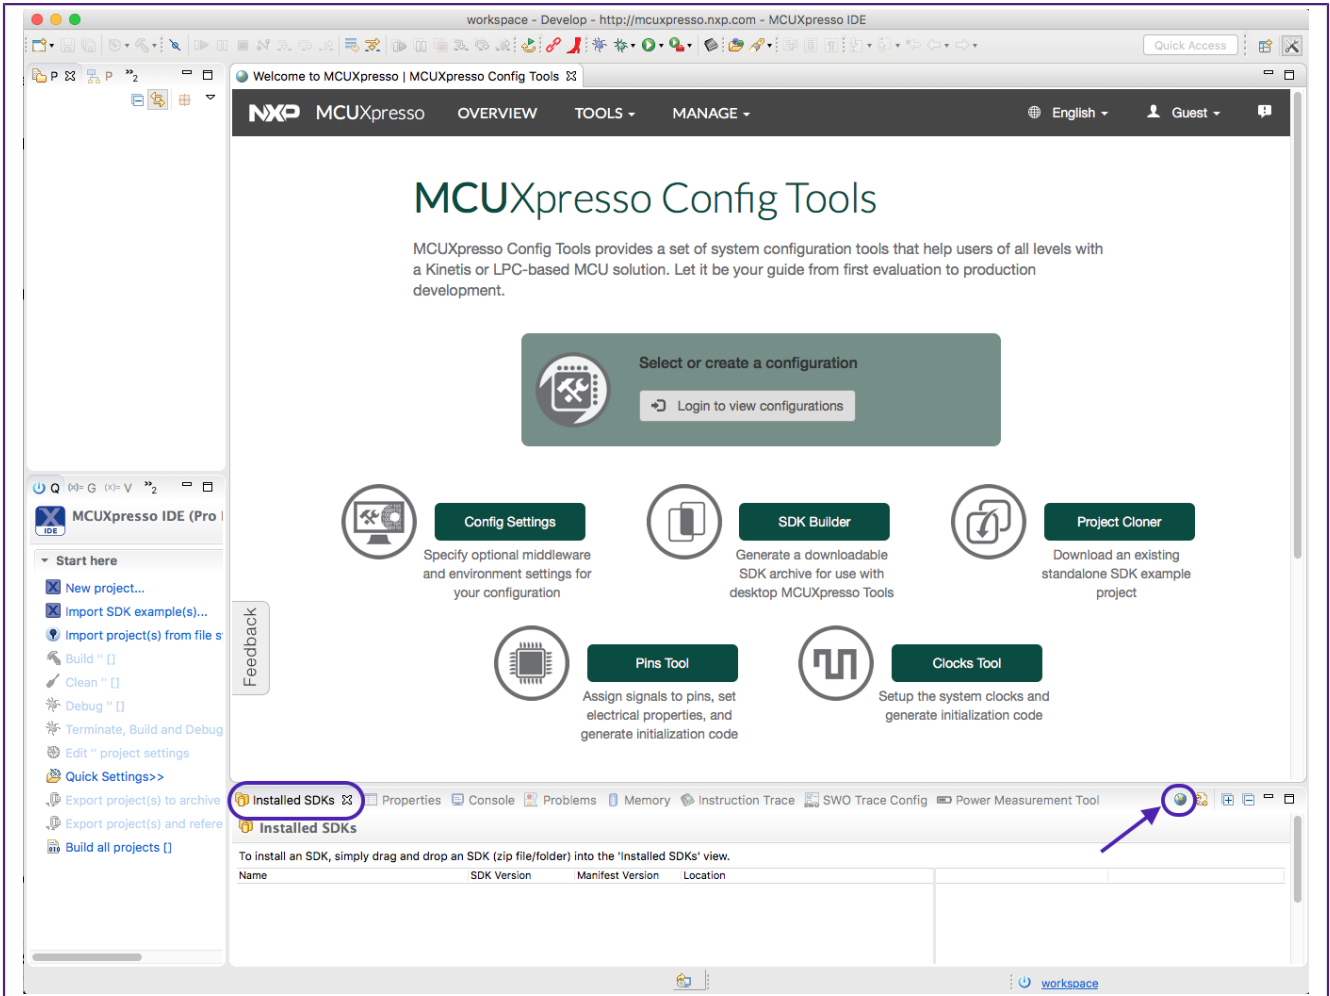 workspace - Develop - http://mcuxpresso.nxp.com - MCUXpresso IDE
Quick Access
P P »2
Welcome to MCUXpresso | MCUXpresso Config Tools
NXP MCUXpresso OVERVIEW TOOLS MANAGE English Guest
MCUXpresso Config Tools
MCUXpresso Config Tools provides a set of system configuration tools that help users of all levels with
a Kinetis or LPC-based MCU solution. Let it be your guide from first evaluation to production
development.
Select or create a configuration
Login to view configurations
Config Settings
Specify optional middleware
and environment settings for
your configuration
SDK Builder
Generate a downloadable
SDK archive for use with
desktop MCUXpresso Tools
Project Cloner
Download an existing
standalone SDK example
project
Pins Tool
Assign signals to pins, set
electrical properties, and
generate initialization code
Clocks Tool
Setup the system clocks and
generate initialization code
Feedback
Q (x)= G (x)= V »2
IDE
MCUXpresso IDE (Pro
Start here
New project...
Import SDK example(s)...
Import project(s) from file s
Build '' []
Clean '' []
Debug '' []
Terminate, Build and Debug
Edit '' project settings
Quick Settings>>
Export project(s) to archive
Export project(s) and refere
Build all projects []
Installed SDKs Properties Console Problems Memory Instruction Trace SWO Trace Config Power Measurement Tool
Installed SDKs
To install an SDK, simply drag and drop an SDK (zip file/folder) into the 'Installed SDKs' view.
Name SDK Version Manifest Version Location
workspace